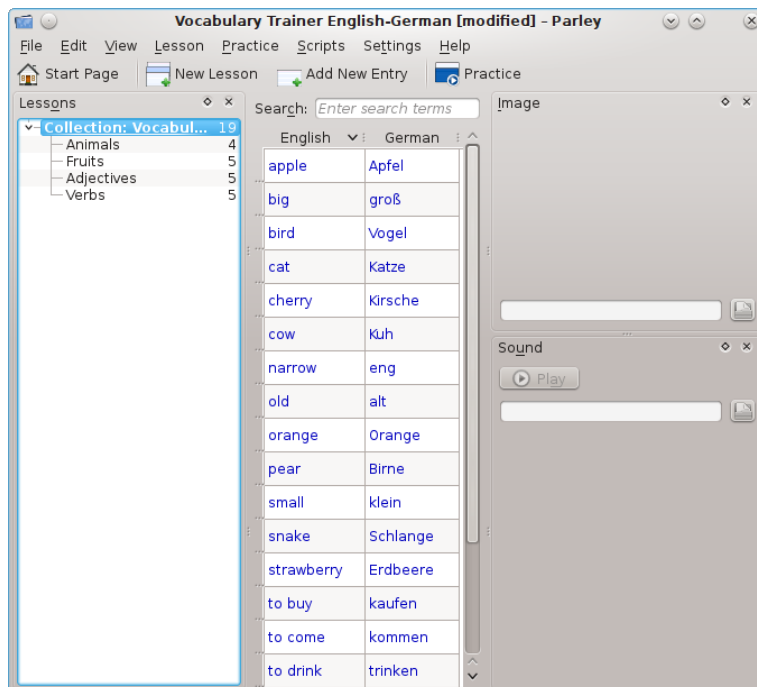 Vocabulary Trainer English-German [modified] – Parley
File Edit View Lesson Practice Scripts Settings Help
Start Page New Lesson Add New Entry Practice
Lessons
Collection: Vocabul... 19
Animals 4
Fruits 5
Adjectives 5
Verbs 5
Search: Enter search terms
English German
apple Apfel
big groß
bird Vogel
cat Katze
cherry Kirsche
cow Kuh
narrow eng
old alt
orange Orange
pear Birne
small klein
snake Schlange
strawberry Erdbeere
to buy kaufen
to come kommen
to drink trinken
Image
Sound
Play